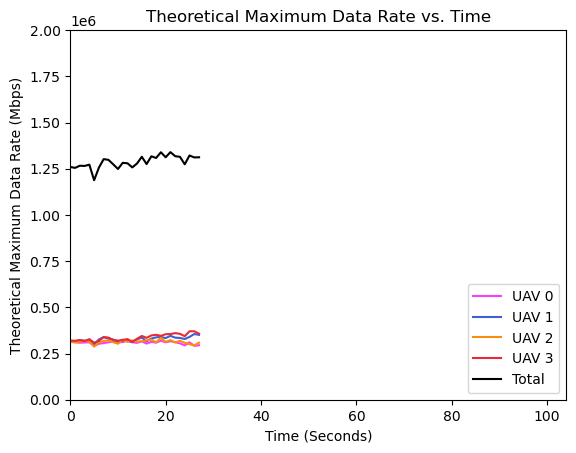 Theoretical Maximum Data Rate vs. Time
1e6
2.00
1.75
1.50
1.25
1.00
0.75
0.50
0.25
0.00
Theoretical Maximum Data Rate (Mbps)
0 20 40 60 80 100
Time (Seconds)
UAV 0
UAV 1
UAV 2
UAV 3
Total